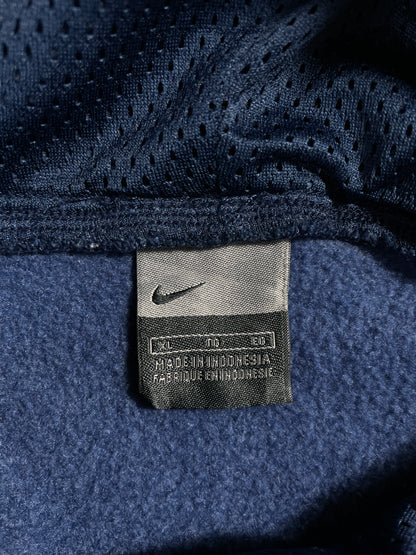 XL TG EG
MADE IN INDONESIA
FABRIQUE EN INDONESIE